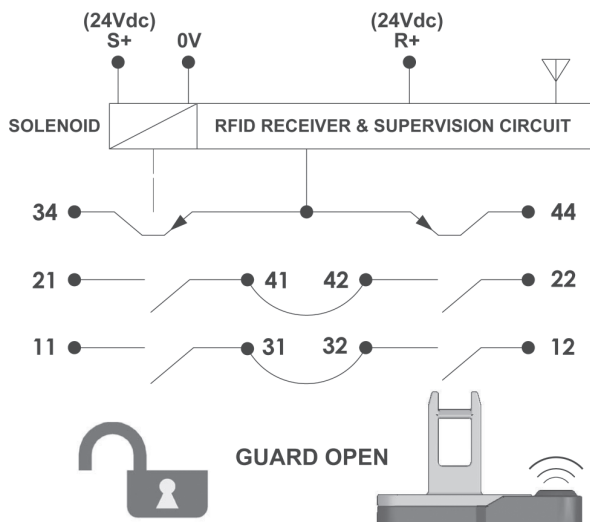 (24Vdc) (24Vdc)
S+ 0V R+
SOLENOID RFID RECEIVER & SUPERVISION CIRCUIT
34 44
21 41 42 22
11 31 32 12
GUARD OPEN